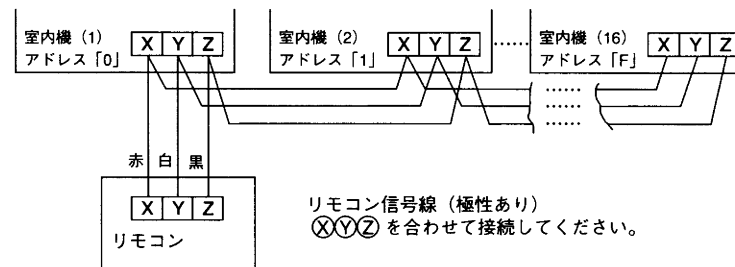 室内機（1）
アドレス「0」
X Y Z
室内機（2）
アドレス「1」
X Y Z
……
室内機（16）
アドレス「F」
X Y Z
……
……
赤 白 黒
X Y Z
リモコン
リモコン信号線（極性あり）
ⓍⓎⓏ を合わせて接続してください。